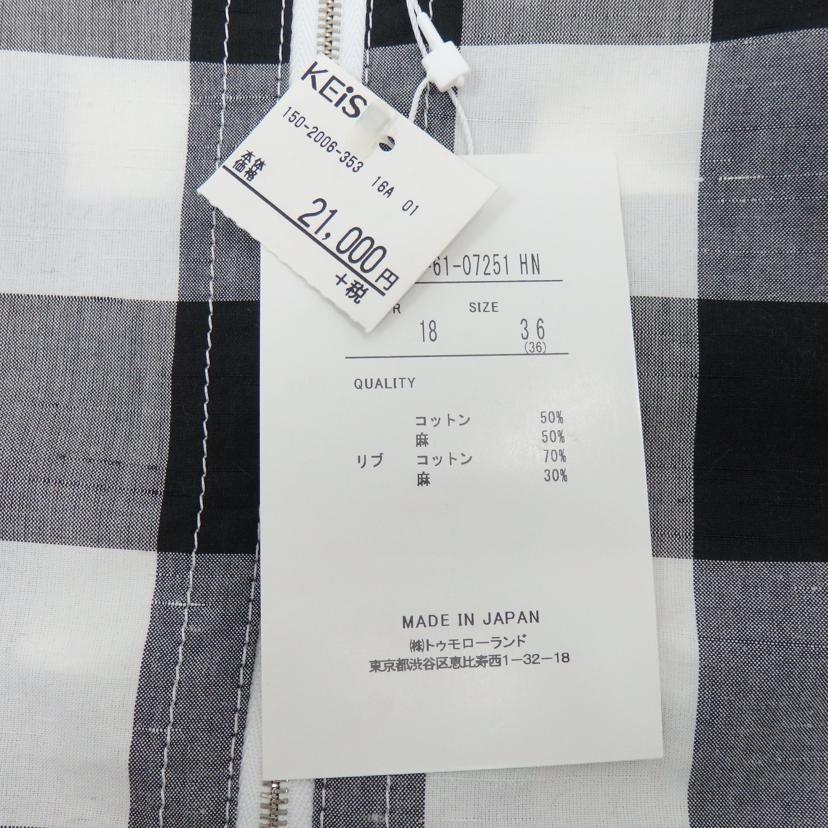 KEiS
150-2006-353 16A 01
本体
価格
21,000円
+税
-61-07251 HN
R SIZE
18 36
(36)
QUALITY
コットン 50%
麻 50%
リブ コットン 70%
麻 30%
MADE IN JAPAN
㈱トゥモローランド
東京都渋谷区恵比寿西1-32-18